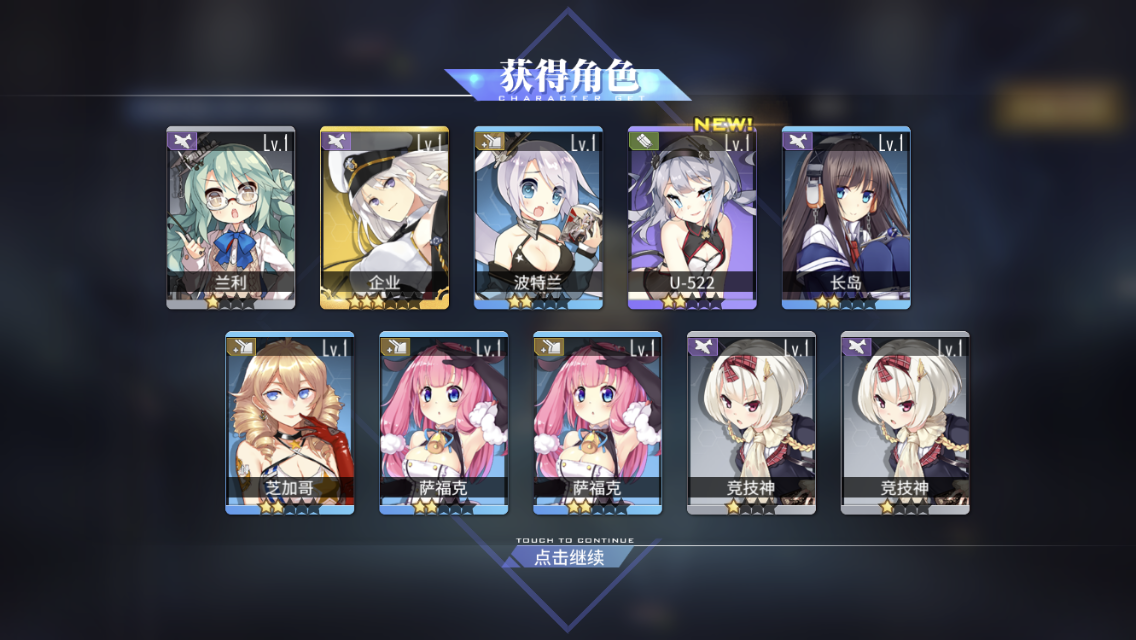 获得角色
CHARACTER GET
NEW!
Lv.1
Lv.1
Lv.1
Lv.1
Lv.1
兰利
企业
波特兰
U-522
长岛
Lv.1
Lv.1
Lv.1
Lv.1
Lv.1
芝加哥
萨福克
萨福克
竞技神
竞技神
TOUCH TO CONTINUE
点击继续